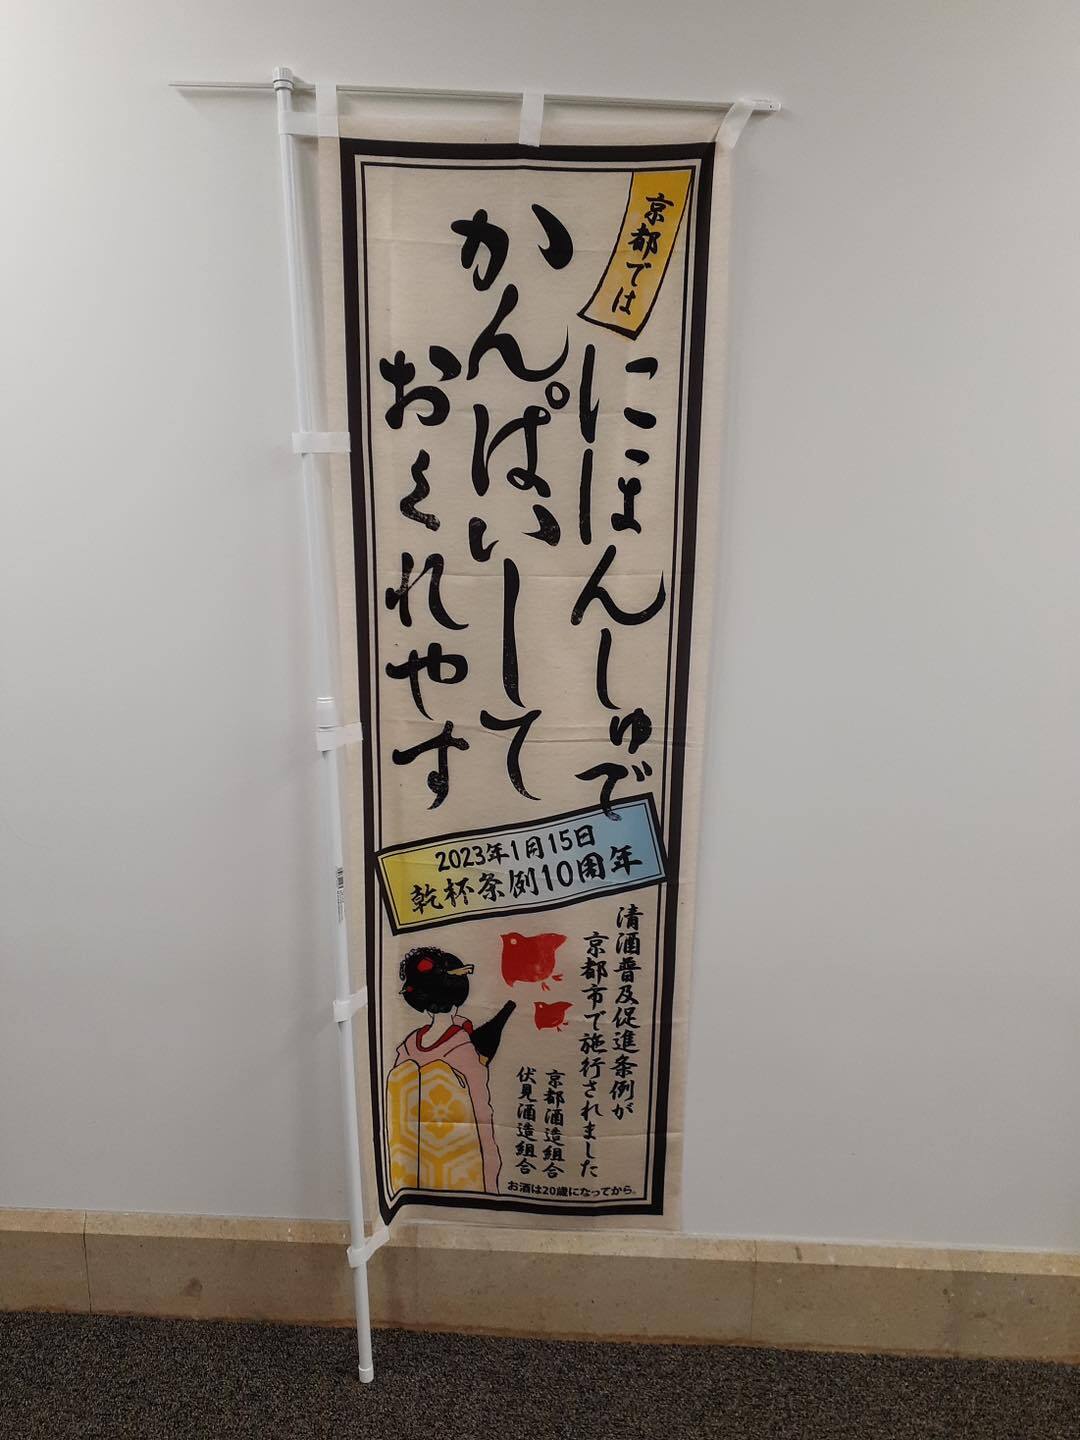 京都では
にほんしゅで
かんぱいして
おくれやす
2023年1月15日
乾杯条例10周年
清酒普及促進条例が
京都市で施行されました
京都酒造組合
伏見酒造組合
お酒は20歳になってから。